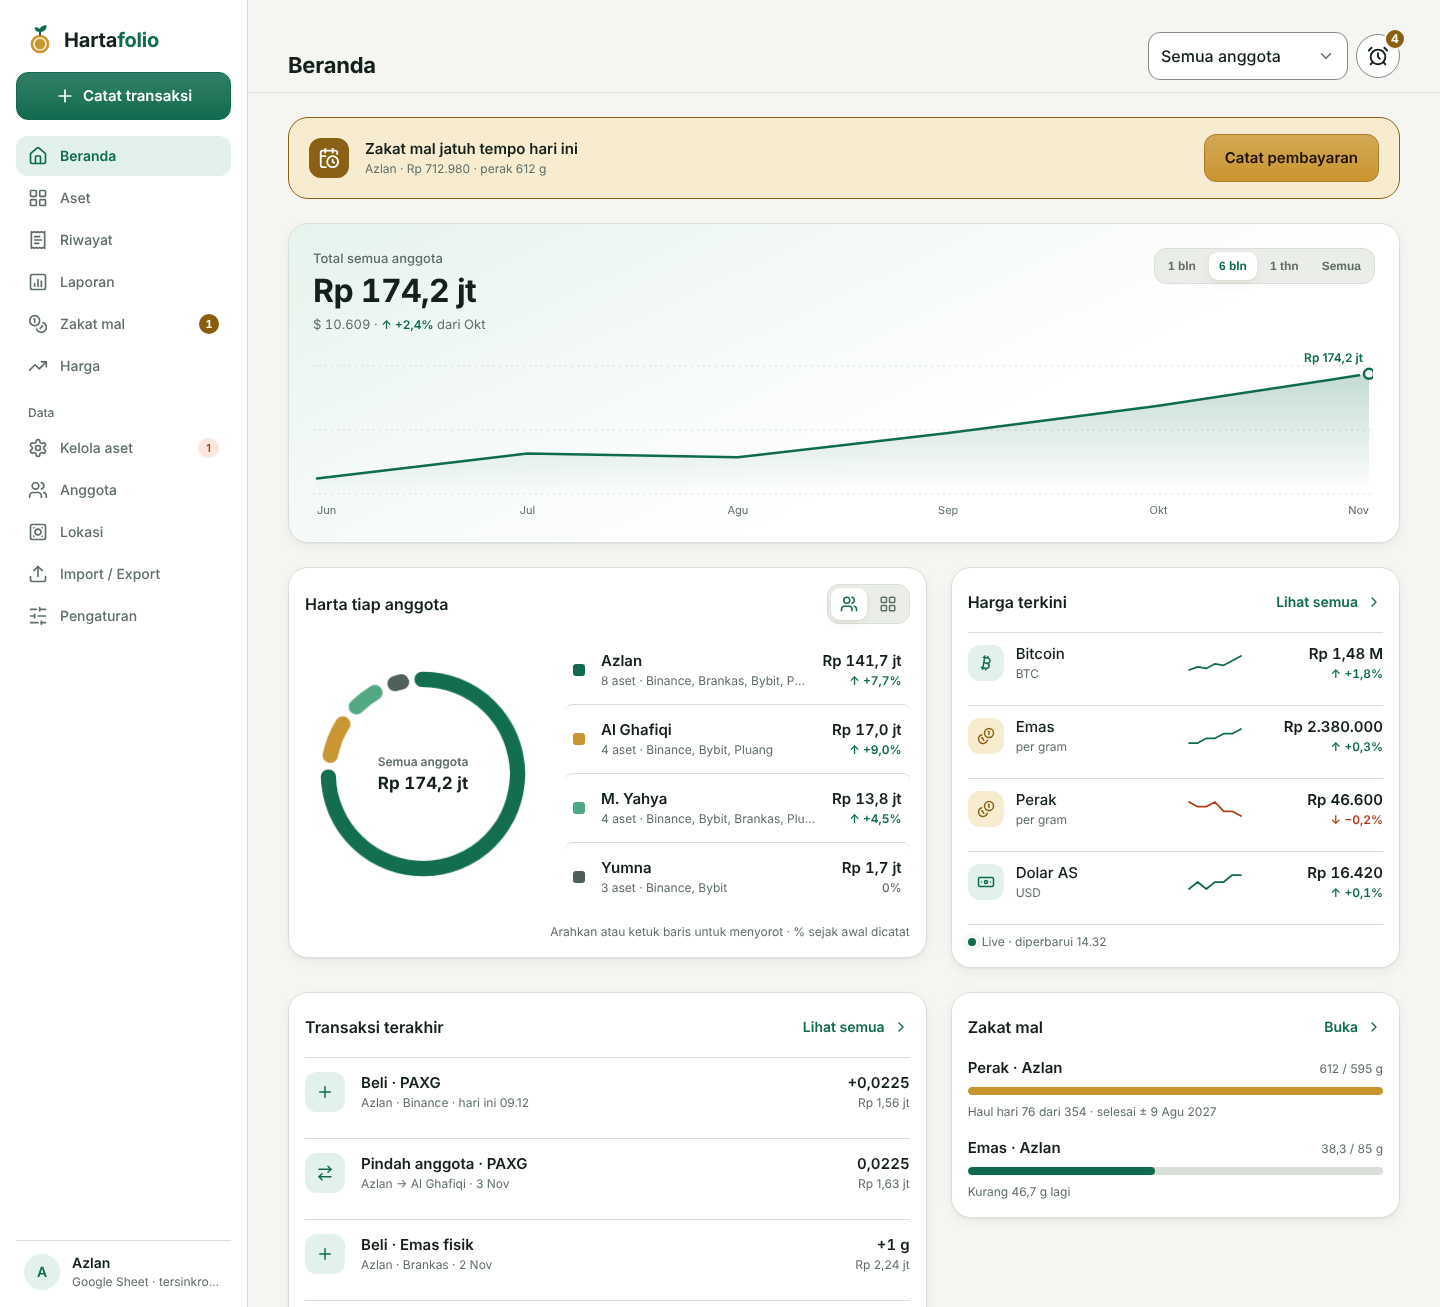 Hartafolio
Catat transaksi
Beranda
Aset
Riwayat
Laporan
Zakat mal
1
Harga
Data
Kelola aset
1
Anggota
Lokasi
Import / Export
Pengaturan
A
Azlan
Google Sheet · tersinkro...
Beranda
Semua anggota
4
Zakat mal jatuh tempo hari ini
Azlan · Rp 712.980 · perak 612 g
Catat pembayaran
Total semua anggota
Rp 174,2 jt
$ 10.609 · ↑ +2,4% dari Okt
1 bln
6 bln
1 thn
Semua
Rp 174,2 jt
Jun
Jul
Agu
Sep
Okt
Nov
Harta tiap anggota
Semua anggota
Rp 174,2 jt
Azlan
Rp 141,7 jt
8 aset · Binance, Brankas, Bybit, P...
↑ +7,7%
Al Ghafiqi
Rp 17,0 jt
4 aset · Binance, Bybit, Pluang
↑ +9,0%
M. Yahya
Rp 13,8 jt
4 aset · Binance, Bybit, Brankas, Plu...
↑ +4,5%
Yumna
Rp 1,7 jt
3 aset · Binance, Bybit
0%
Arahkan atau ketuk baris untuk menyorot · % sejak awal dicatat
Harga terkini
Lihat semua
Bitcoin
Rp 1,48 M
BTC
↑ +1,8%
Emas
Rp 2.380.000
per gram
↑ +0,3%
Perak
Rp 46.600
per gram
↓ −0,2%
Dolar AS
Rp 16.420
USD
↑ +0,1%
Live · diperbarui 14.32
Transaksi terakhir
Lihat semua
Beli · PAXG
+0,0225
Azlan · Binance · hari ini 09.12
Rp 1,56 jt
Pindah anggota · PAXG
0,0225
Azlan → Al Ghafiqi · 3 Nov
Rp 1,63 jt
Beli · Emas fisik
+1 g
Azlan · Brankas · 2 Nov
Rp 2,24 jt
Zakat mal
Buka
Perak · Azlan
612 / 595 g
Haul hari 76 dari 354 · selesai ± 9 Agu 2027
Emas · Azlan
38,3 / 85 g
Kurang 46,7 g lagi